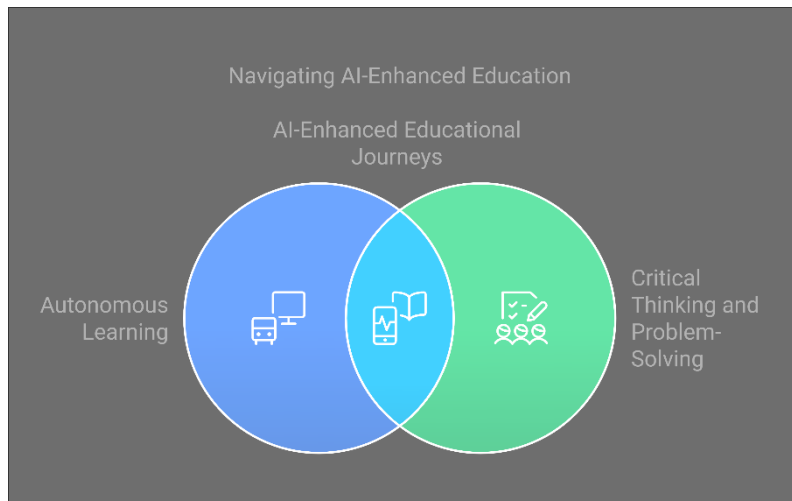 Navigating AI-Enhanced Education
AI-Enhanced Educational
Journeys
Autonomous
Learning
Critical
Thinking and
Problem-
Solving